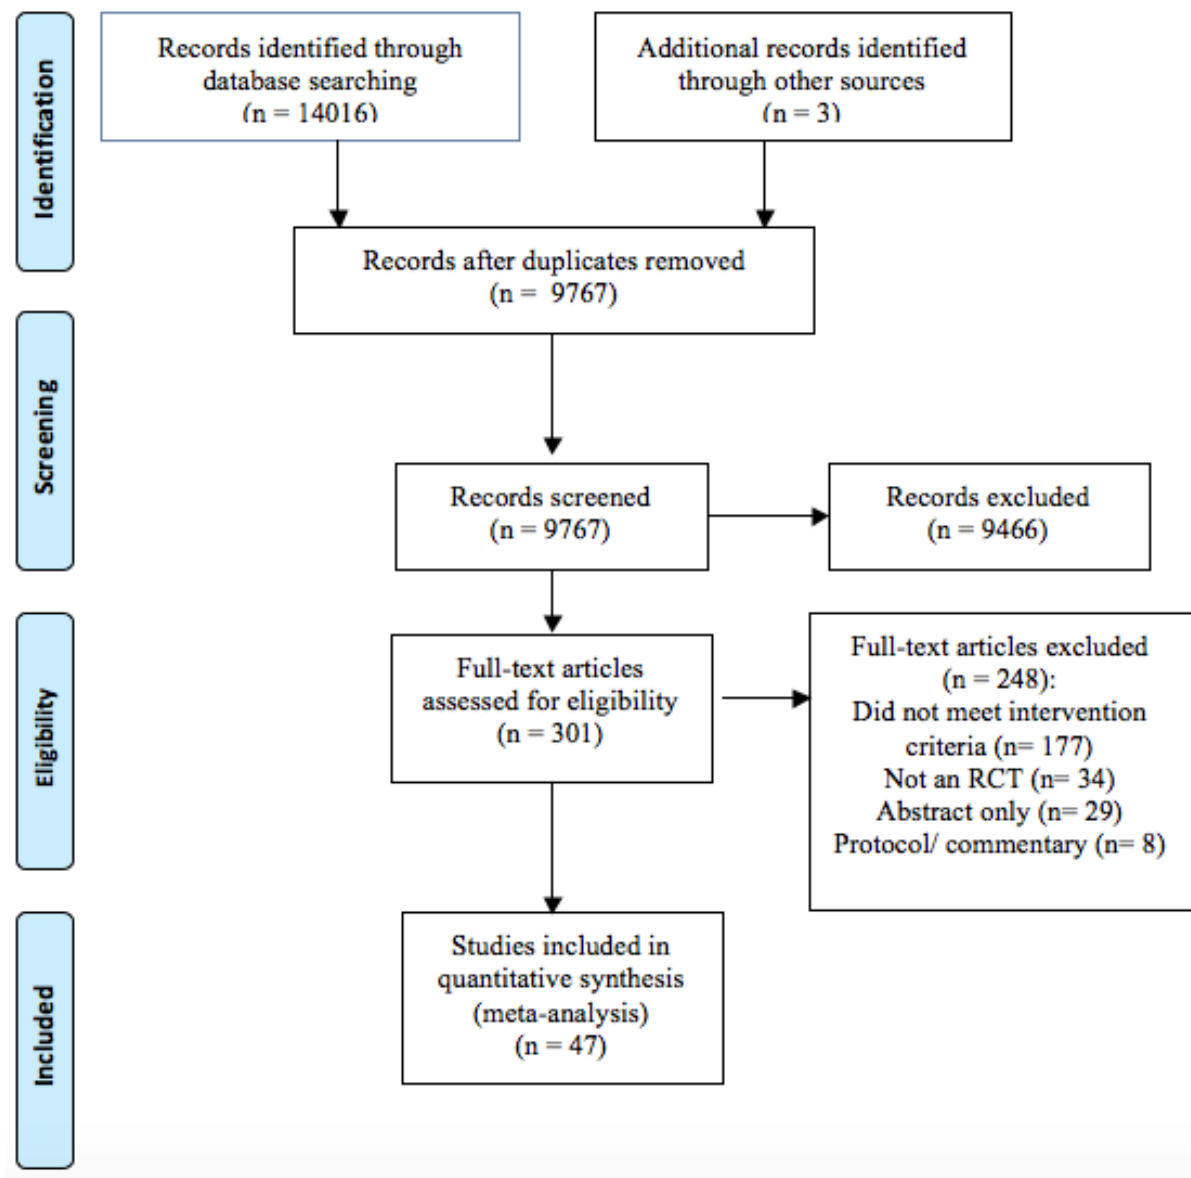 Identification
Records identified through
database searching
(n = 14016)
Additional records identified
through other sources
(n = 3)
Records after duplicates removed
(n =  9767)
Screening
Records screened
(n = 9767)
Records excluded
(n = 9466)
Eligibility
Full-text articles
assessed for eligibility
(n = 301)
Full-text articles excluded
(n = 248):
Did not meet intervention
criteria (n= 177)
Not an RCT (n= 34)
Abstract only (n= 29)
Protocol/ commentary (n= 8)
Included
Studies included in
quantitative synthesis
(meta-analysis)
(n = 47)